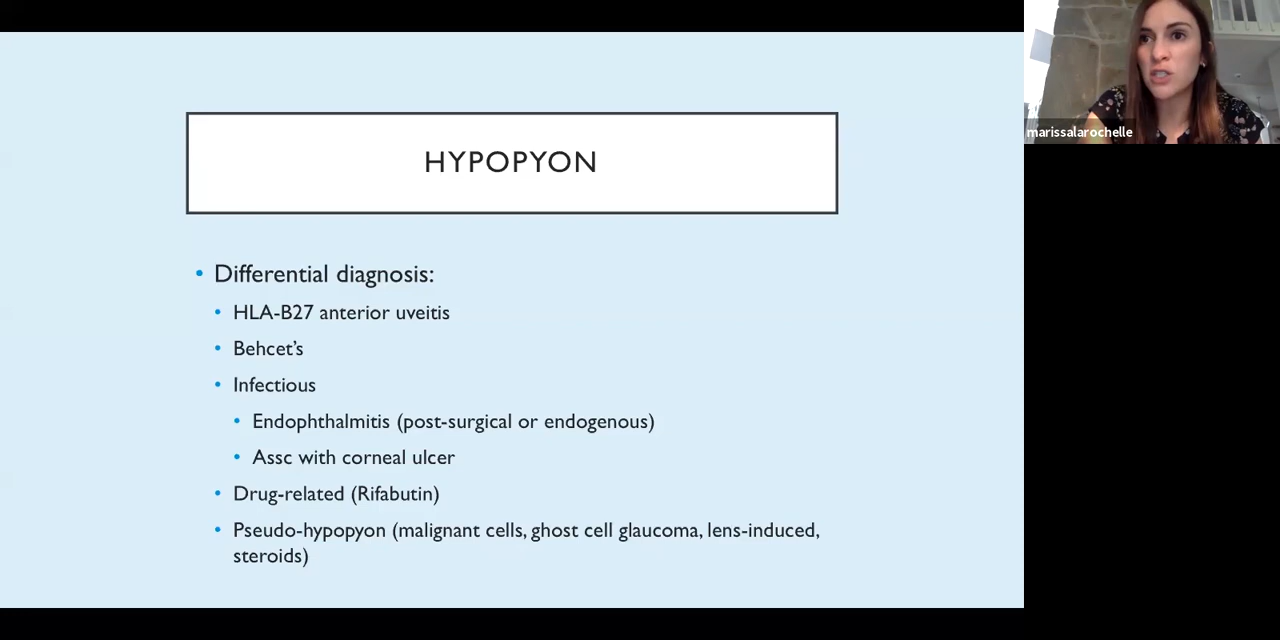 HYPOPYON
• Differential diagnosis:
• HLA-B27 anterior uveitis
• Behcet's
• Infectious
• Endophthalmitis (post-surgical or endogenous)
• Assc with corneal ulcer
• Drug-related (Rifabutin)
• Pseudo-hypopyon (malignant cells, ghost cell glaucoma, lens-induced,
steroids)
marissalarochelle